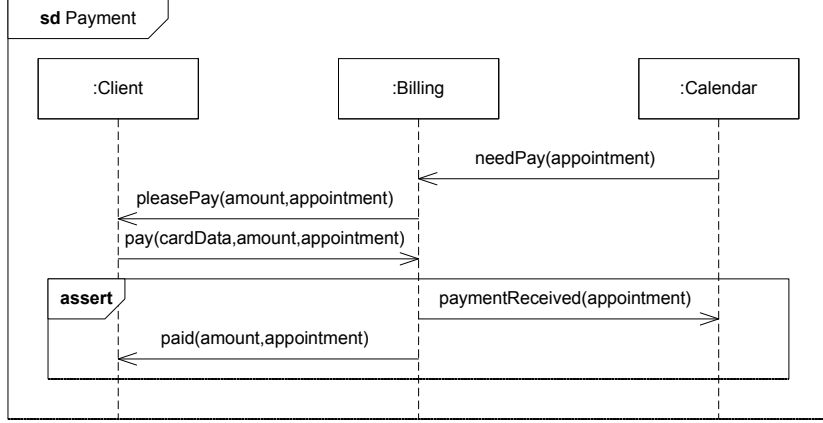 sd Payment
:Client
:Billing
:Calendar
needPay(appointment)
pleasePay(amount,appointment)
pay(cardData,amount,appointment)
assert
paymentReceived(appointment)
paid(amount,appointment)